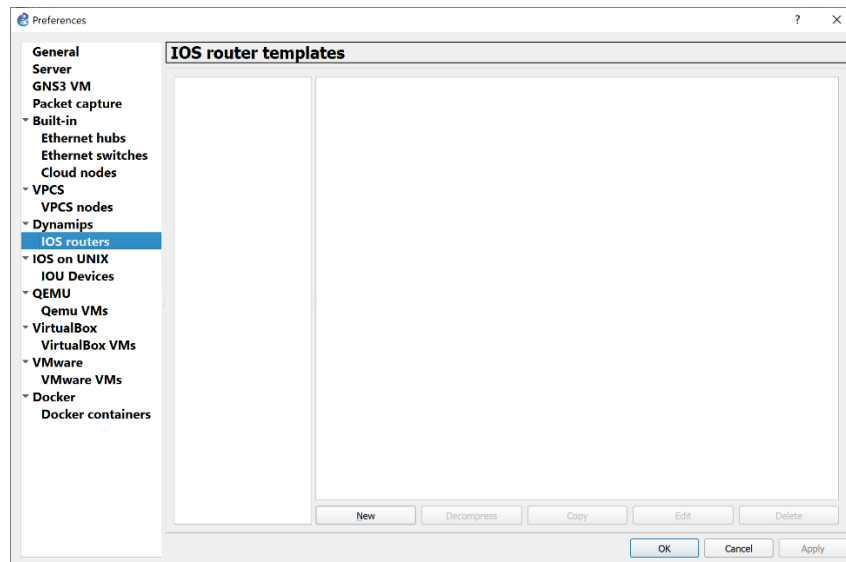 Preferences
? ×
General
Server
GNS3 VM
Packet capture
Built-in
Ethernet hubs
Ethernet switches
Cloud nodes
VPCS
VPCS nodes
Dynamips
IOS routers
IOS on UNIX
IOU Devices
QEMU
Qemu VMs
VirtualBox
VirtualBox VMs
VMware
VMware VMs
Docker
Docker containers
IOS router templates
New Decompress Copy Edit Delete
OK Cancel Apply